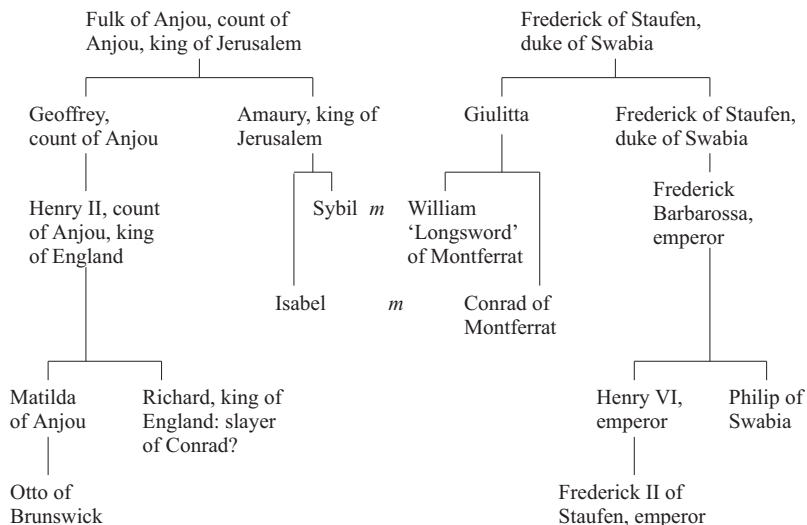 Fulk of Anjou, count of
Anjou, king of Jerusalem
Frederick of Staufen,
duke of Swabia
Geoffrey,
count of Anjou
Amaury, king of
Jerusalem
Giulitta
Frederick of Staufen,
duke of Swabia
Henry II, count
of Anjou, king
of England
Sybil m William
‘Longsword’
of Montferrat
Frederick
Barbarossa,
emperor
Isabel m Conrad of
Montferrat
Matilda
of Anjou
Richard, king of
England: slayer
of Conrad?
Henry VI,
emperor
Philip of
Swabia
Otto of
Brunswick
Frederick II of
Staufen, emperor